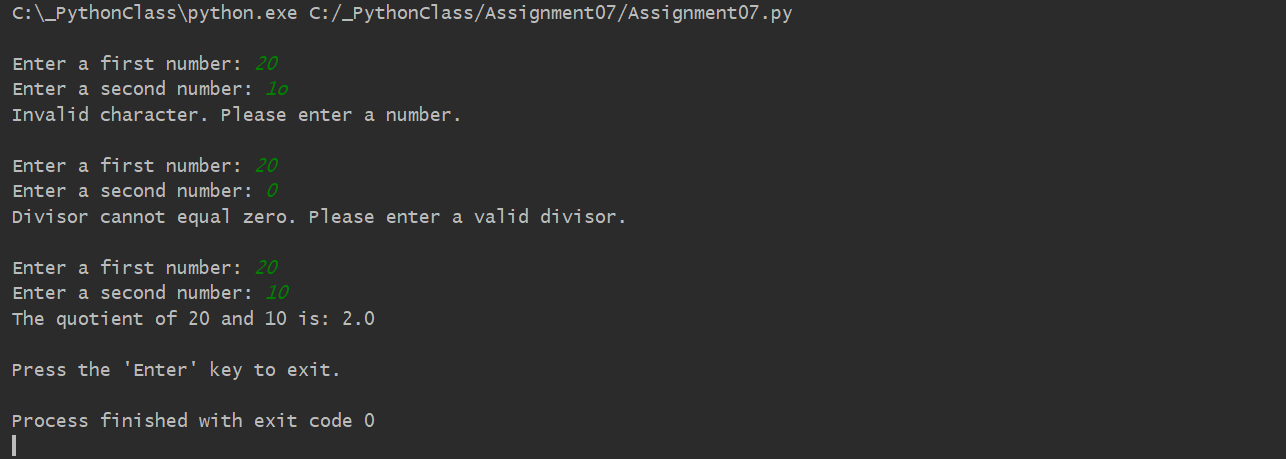 C:\_PythonClass\python.exe C:/_PythonClass/Assignment07/Assignment07.py
Enter a first number: 20
Enter a second number: 1o
Invalid character. Please enter a number.
Enter a first number: 20
Enter a second number: 0
Divisor cannot equal zero. Please enter a valid divisor.
Enter a first number: 20
Enter a second number: 10
The quotient of 20 and 10 is: 2.0
Press the 'Enter' key to exit.
Process finished with exit code 0